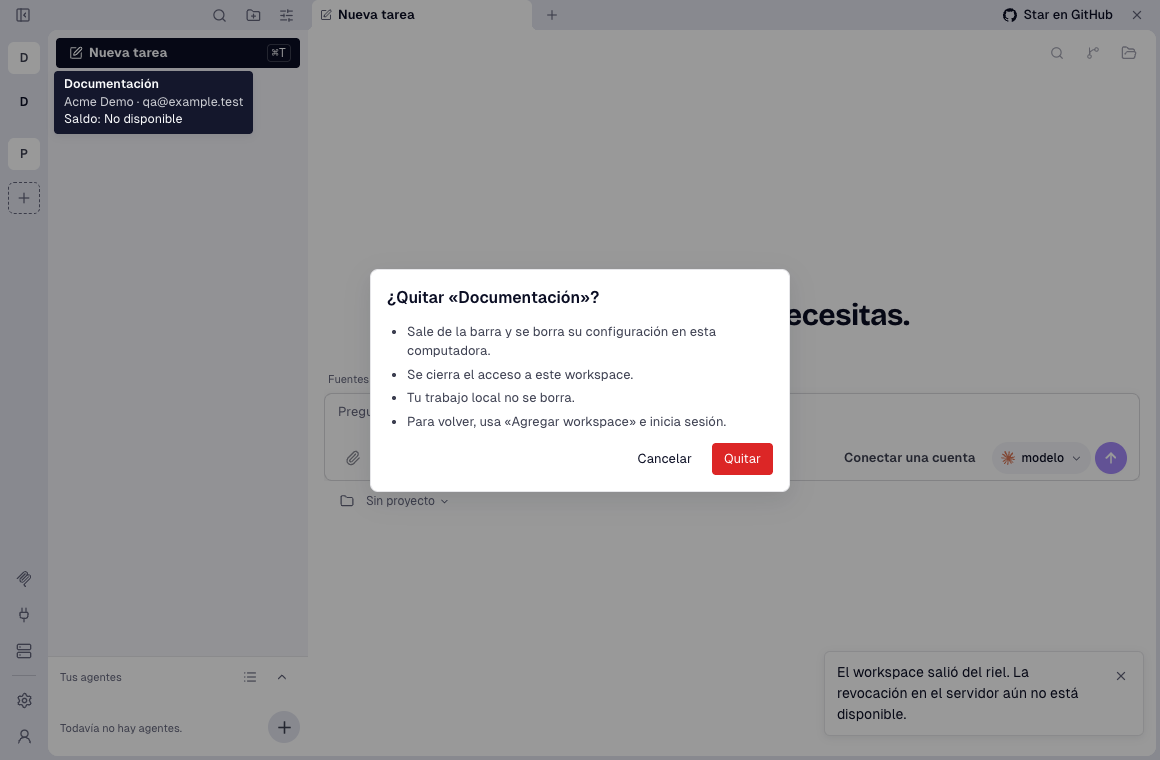 Nueva tarea
Star en GitHub
D
Nueva tarea
⌘T
Documentación
Acme Demo · qa@example.test
Saldo: No disponible
D
P
ecesitas.
¿Quitar «Documentación»?
• Sale de la barra y se borra su configuración en esta
computadora.
• Se cierra el acceso a este workspace.
• Tu trabajo local no se borra.
• Para volver, usa «Agregar workspace» e inicia sesión.
Cancelar
Quitar
Fuentes
Pregu
Conectar una cuenta
modelo
Sin proyecto
Tus agentes
Todavía no hay agentes.
El workspace salió del riel. La
revocación en el servidor aún no está
disponible.